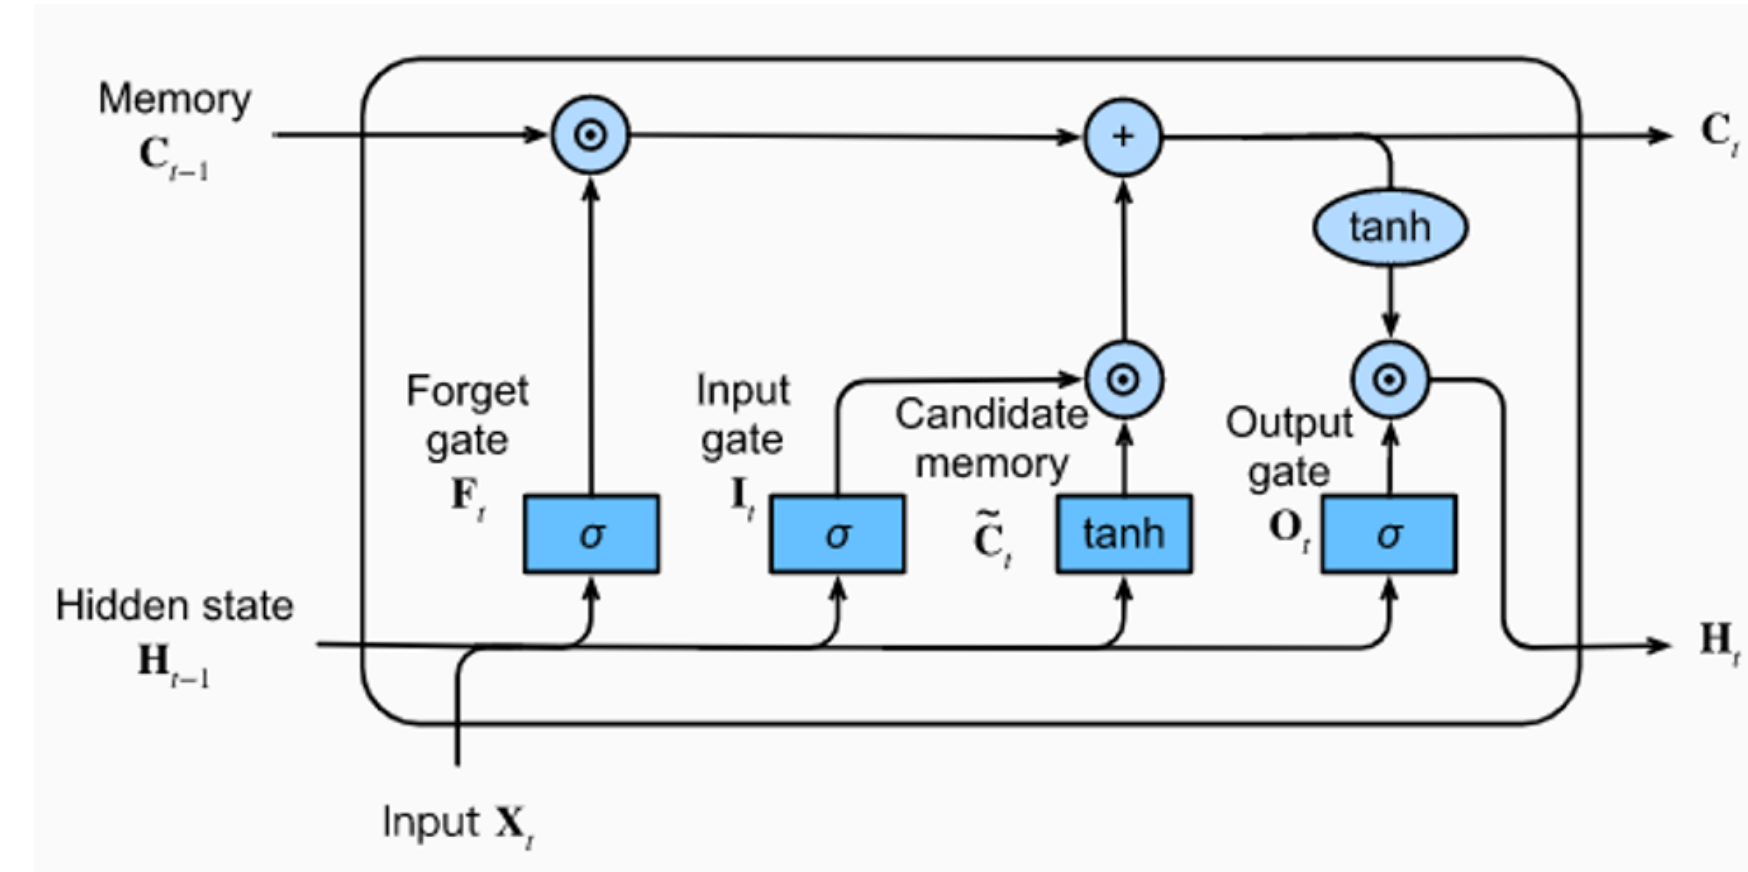 Memory
C_{t−1}
⊙
+
C_t
tanh
Forget
gate
F_t
Input
gate
I_t
Candidate
memory
C̃_t
⊙
Output
gate
O_t
⊙
σ
σ
tanh
σ
Hidden state
H_{t−1}
H_t
Input X_t